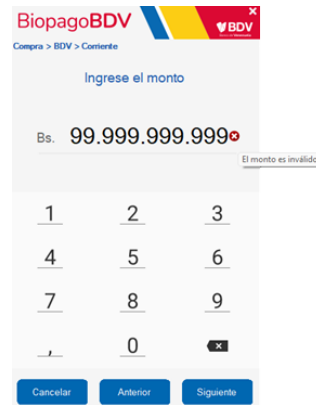 BiopagoBDV
BDV
Compra > BDV > Corriente
Ingrese el monto
Bs. 99.999.999.999
El monto es inválido
1 2 3
4 5 6
7 8 9
, 0
Cancelar Anterior Siguiente